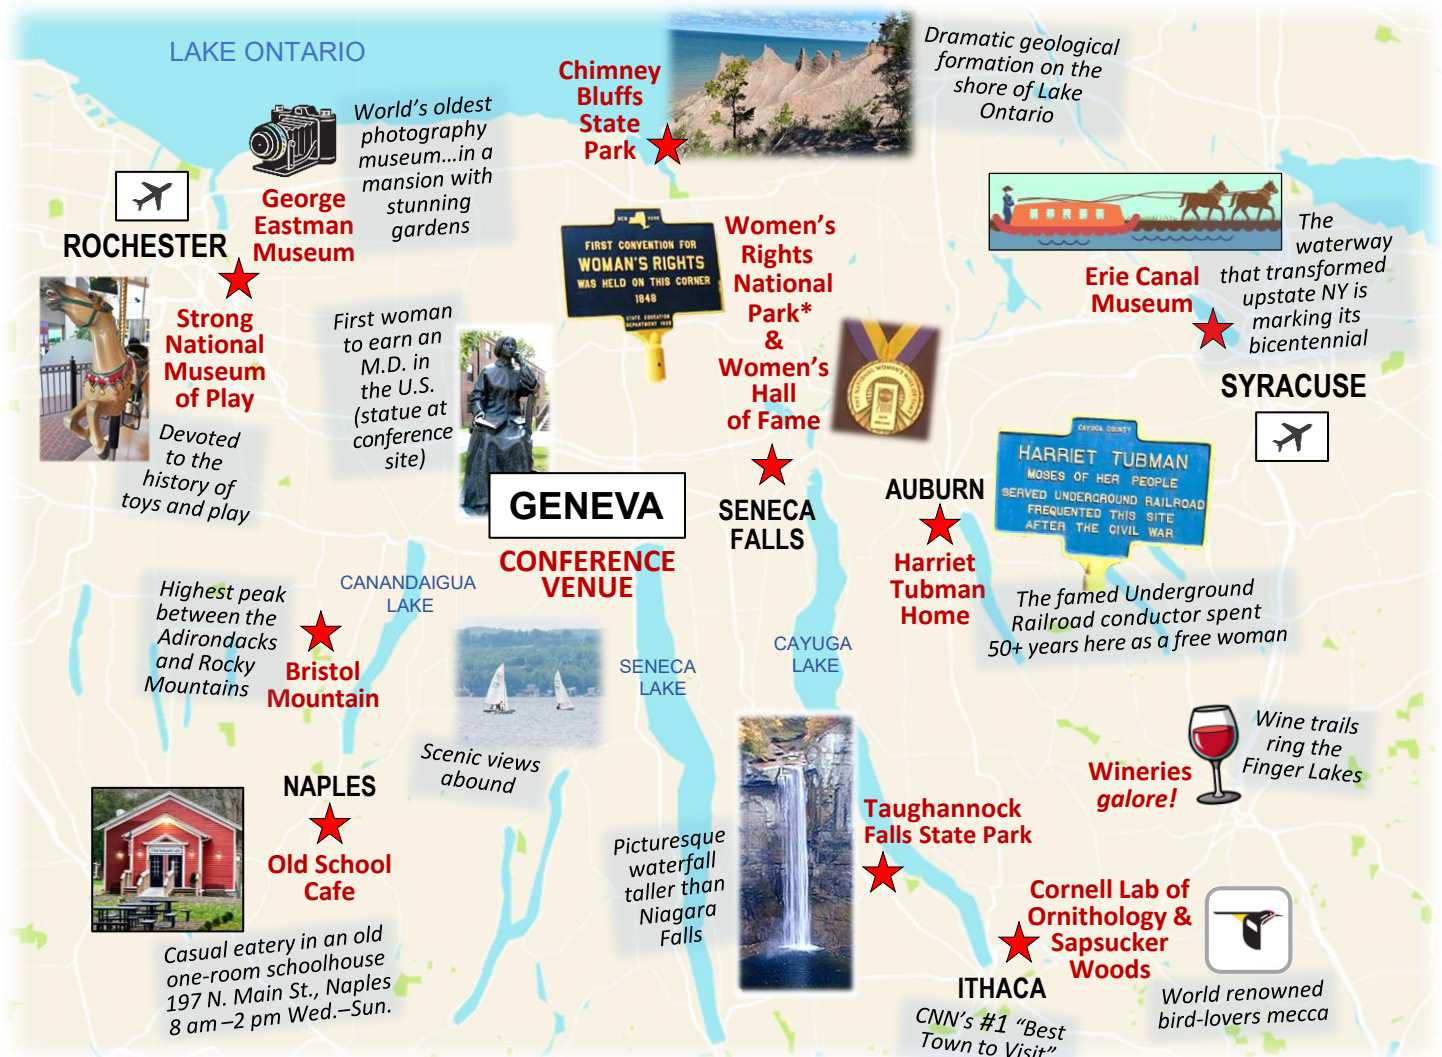 LAKE ONTARIO
Chimney
Bluffs
State
Park
Dramatic geological
formation on the
shore of Lake
Ontario
World's oldest
photography
museum...in a
mansion with
stunning
gardens
George
Eastman
Museum
ROCHESTER
Strong
National
Museum
of Play
Devoted
to the
history of
toys and play
First woman
to earn an
M.D. in
the U.S.
(statue at
conference
site)
NEW YORK
FIRST CONVENTION FOR
WOMAN'S RIGHTS
WAS HELD ON THIS CORNER
1848
STATE EDUCATION
DEPARTMENT 1932
Women's
Rights
National
Park*
&
Women's
Hall
of Fame
SENECA
FALLS
Erie Canal
Museum
The
waterway
that transformed
upstate NY is
marking its
bicentennial
SYRACUSE
CAYUGA COUNTY
HARRIET TUBMAN
MOSES OF HER PEOPLE
SERVED UNDERGROUND RAILROAD
FREQUENTED THIS SITE
AFTER THE CIVIL WAR
AUBURN
Harriet
Tubman
Home
The famed Underground
Railroad conductor spent
50+ years here as a free woman
GENEVA
CONFERENCE
VENUE
CANANDAIGUA
LAKE
Highest peak
between the
Adirondacks
and Rocky
Mountains
Bristol
Mountain
SENECA
LAKE
CAYUGA
LAKE
Scenic views
abound
NAPLES
Old School
Cafe
Casual eatery in an old
one-room schoolhouse
197 N. Main St., Naples
8 am –2 pm Wed.–Sun.
Picturesque
waterfall
taller than
Niagara
Falls
Taughannock
Falls State Park
Wineries
galore!
Wine trails
ring the
Finger Lakes
Cornell Lab of
Ornithology &
Sapsucker
Woods
World renowned
bird-lovers mecca
ITHACA
CNN's #1 "Best
Town to Visit"